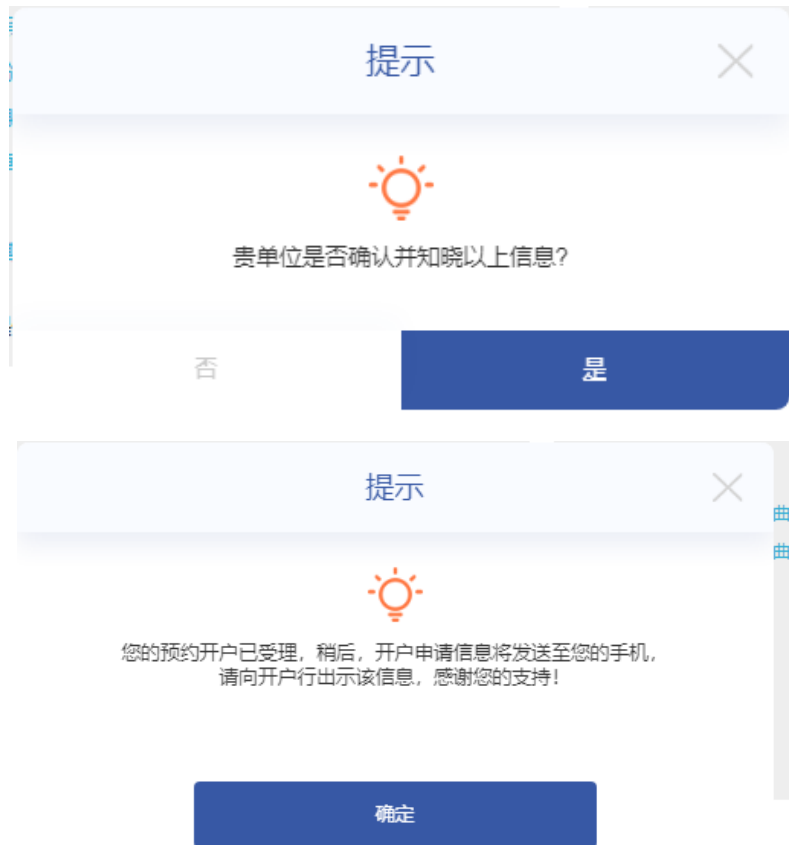 提示
贵单位是否确认并知晓以上信息?
否
是
提示
您的预约开户已受理，稍后，开户申请信息将发送至您的手机，
请向开户行出示该信息，感谢您的支持！
确定
曲
曲